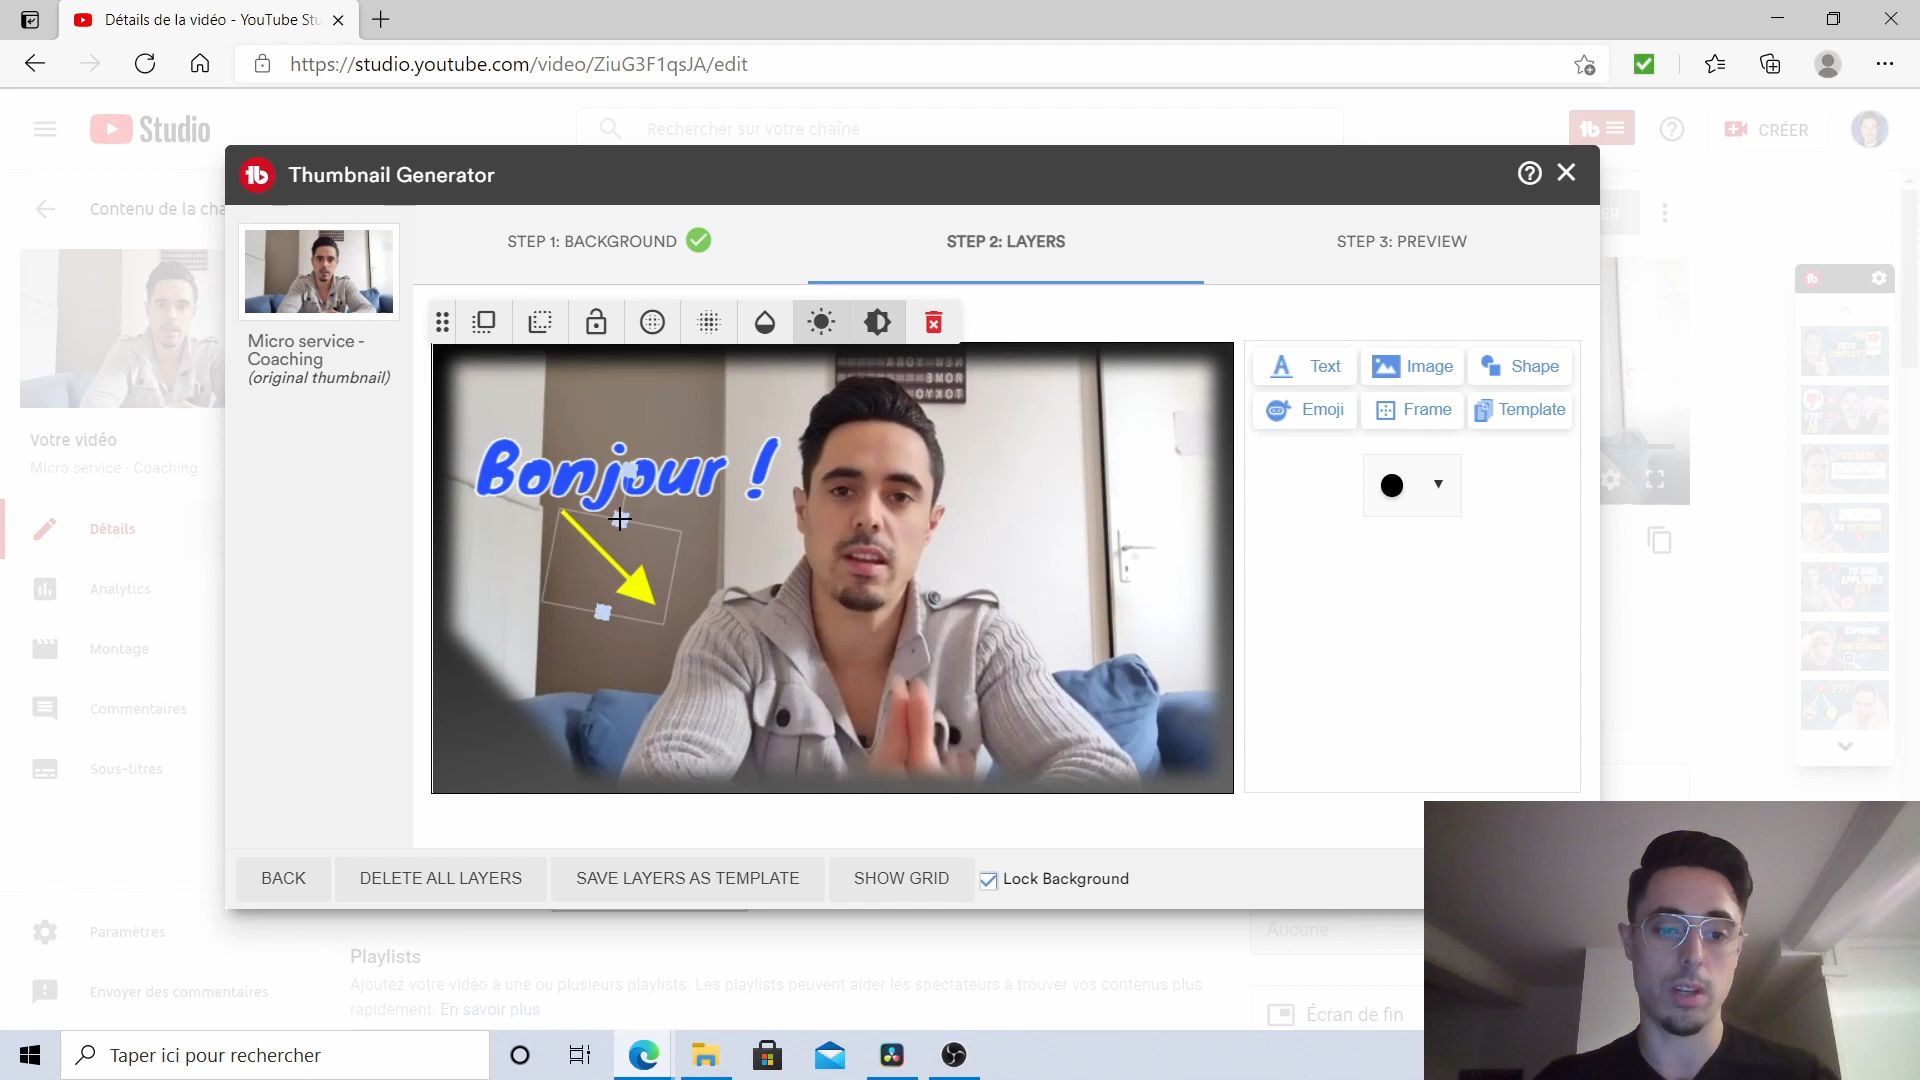 Détails de la vidéo - YouTube Stu
https://studio.youtube.com/video/ZiuG3F1qsJA/edit
Studio
Rechercher sur votre chaîne
CRÉER
Thumbnail Generator
Contenu de la cha
STEP 1: BACKGROUND
STEP 2: LAYERS
STEP 3: PREVIEW
Micro service -
Coaching
(original thumbnail)
Text
Image
Shape
Emoji
Frame
Template
Bonjour !
Votre vidéo
Micro service - Coaching
Détails
Analytics
Montage
Commentaires
Sous-titres
BACK
DELETE ALL LAYERS
SAVE LAYERS AS TEMPLATE
SHOW GRID
Lock Background
Aucune
Paramètres
Envoyer des commentaires
Playlists
Ajoutez votre vidéo à une ou plusieurs playlists. Les playlists peuvent aider les spectateurs à trouver vos contenus plus
rapidement. En savoir plus
Écran de fin
Taper ici pour rechercher